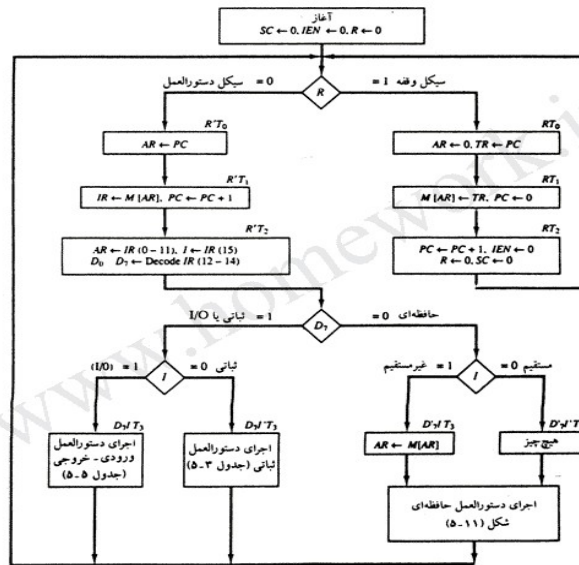 آغاز
SC ← 0, IEN ← 0, R ← 0
سیکل دستورالعمل = 0
R
سیکل وقفه = 1
R'T₀
AR ← PC
RT₀
AR ← 0, TR ← PC
R'T₁
IR ← M [AR], PC ← PC + 1
RT₁
M [AR] ← TR, PC ← 0
R'T₂
AR ← IR (0 – 11), I ← IR (15)
D₀ D₇ ← Decode IR (12 – 14)
RT₂
PC ← PC + 1, IEN ← 0
R ← 0, SC ← 0
ثباتی یا I/O = 1
D₇
حافظه‌ای = 0
(I/O) = 1
I
ثباتی = 0
غیرمستقیم = 1
I
مستقیم = 0
D₇I T₃
اجرای دستورالعمل
ورودی - خروجی
(جدول ۵-۵)
D₇I' T₃
اجرای دستورالعمل
ثباتی (جدول ۳-۵)
D'₇I T₃
AR ← M[AR]
D'₇I' T
هیچ چیز
اجرای دستورالعمل حافظه‌ای
شکل (۱۱-۵)
www.homework.i